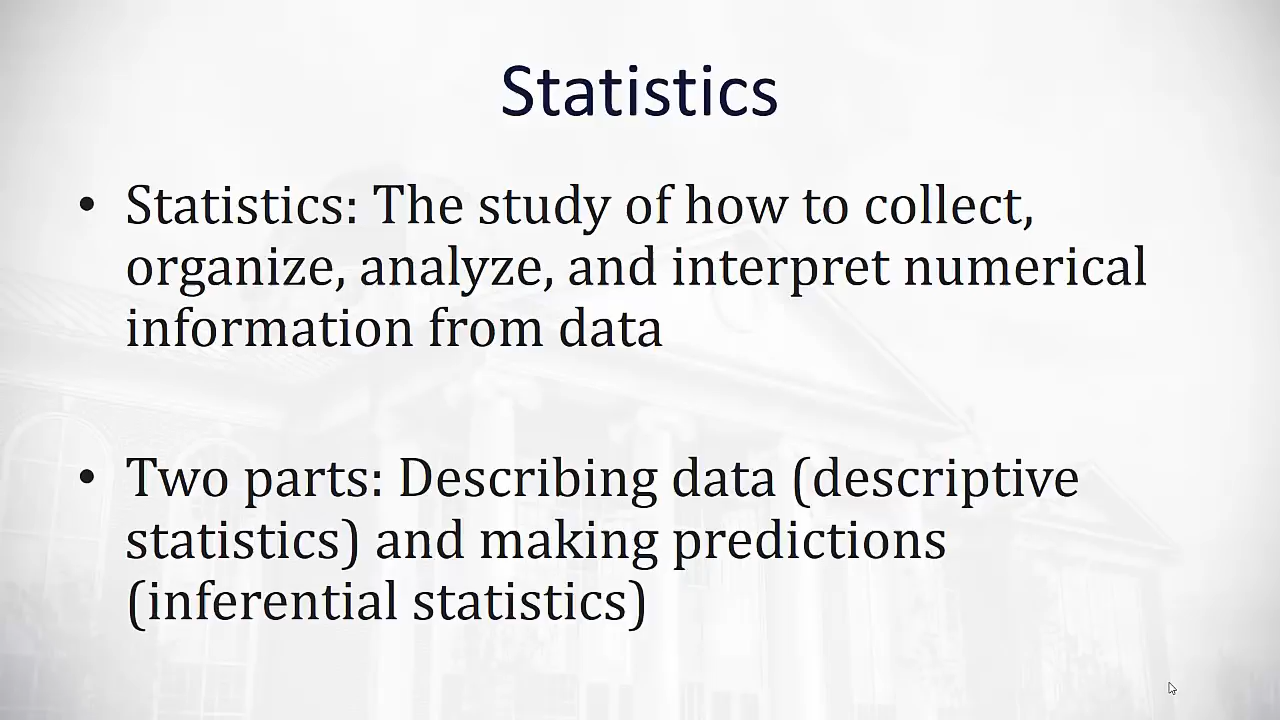 Statistics
• Statistics: The study of how to collect,
organize, analyze, and interpret numerical
information from data
• Two parts: Describing data (descriptive
statistics) and making predictions
(inferential statistics)